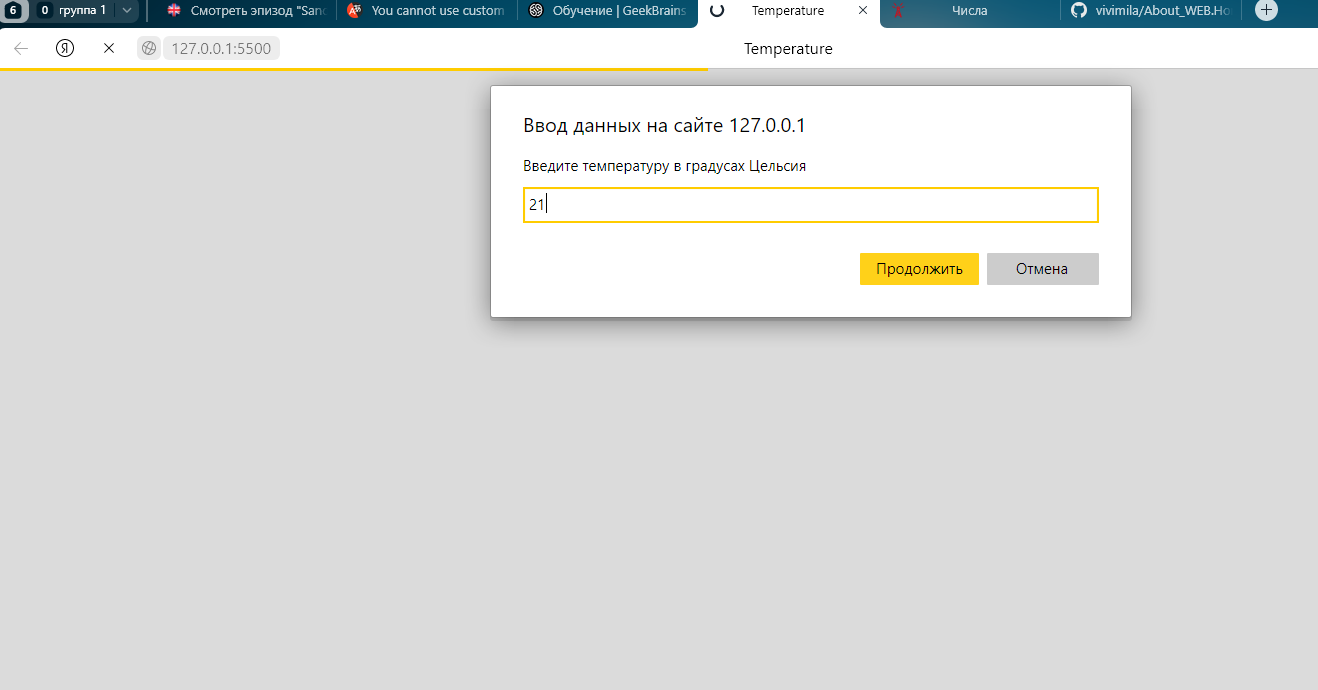 6 0 группа 1 Смотреть эпизод "Sand You cannot use custom Обучение | GeekBrains Temperature Числа vivimila/About_WEB.Ho
Я 127.0.0.1:5500 Temperature
Ввод данных на сайте 127.0.0.1
Введите температуру в градусах Цельсия
21
Продолжить Отмена